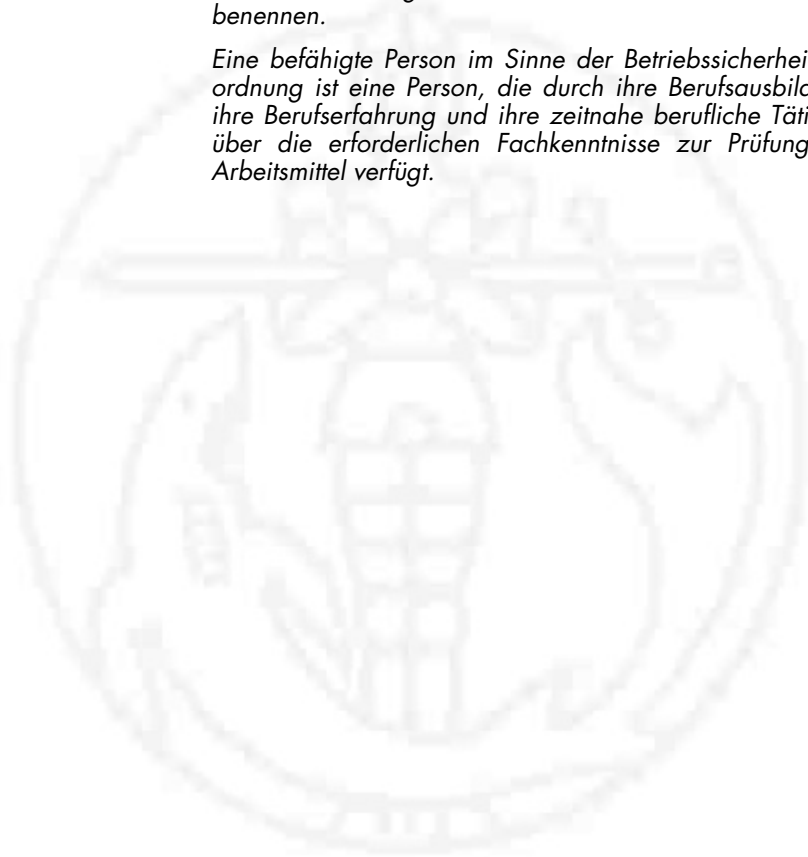 benennen.
Eine befähigte Person im Sinne der Betriebssicherhei
ordnung ist eine Person, die durch ihre Berufsausbild
ihre Berufserfahrung und ihre zeitnahe berufliche Täti
über die erforderlichen Fachkenntnisse zur Prüfung
Arbeitsmittel verfügt.